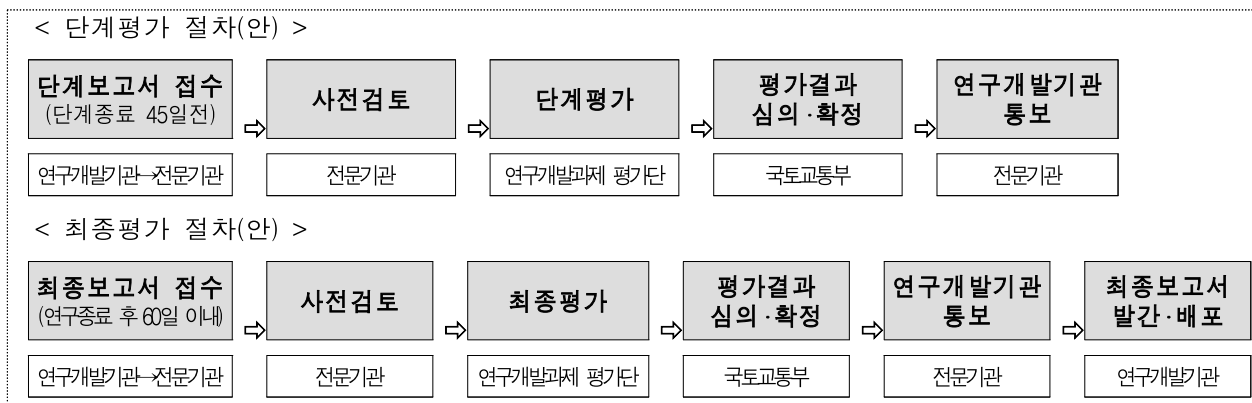 < 단계평가 절차(안) >
단계보고서 접수
(단계종료 45일전)
⇨
사전검토
⇨
단계평가
⇨
평가결과
심의·확정
⇨
연구개발기관
통보
연구개발기관→전문기관
전문기관
연구개발과제 평가단
국토교통부
전문기관
< 최종평가 절차(안) >
최종보고서 접수
(연구종료 후 60일 이내)
⇨
사전검토
⇨
최종평가
⇨
평가결과
심의·확정
⇨
연구개발기관
통보
⇨
최종보고서
발간·배포
연구개발기관→전문기관
전문기관
연구개발과제 평가단
국토교통부
전문기관
연구개발기관